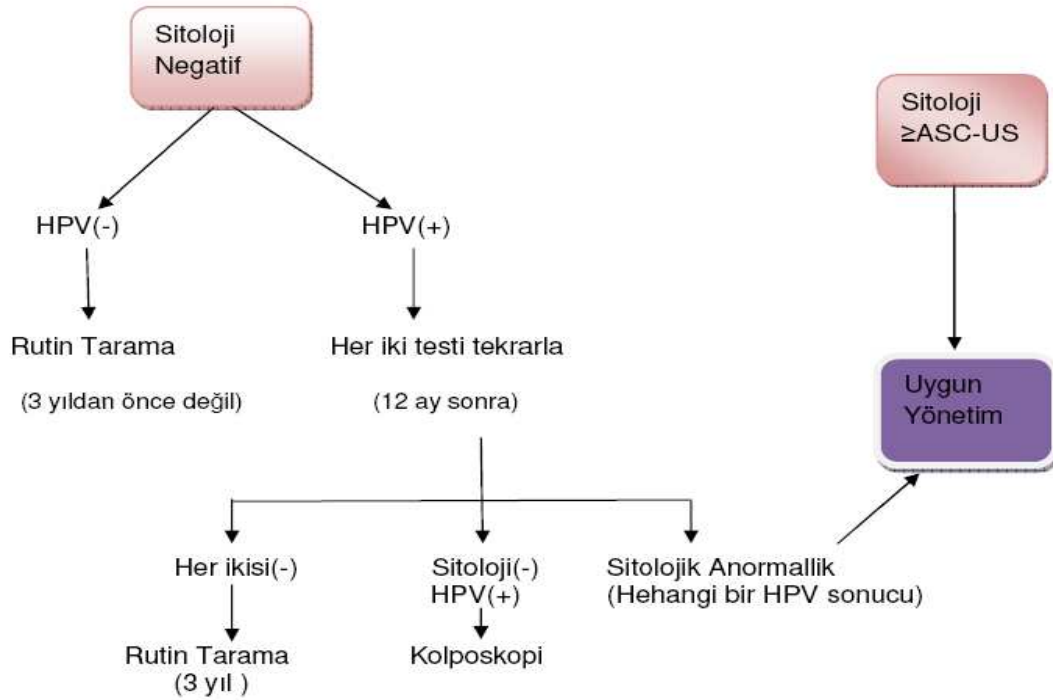 Sitoloji
Negatif
Sitoloji
≥ASC-US
HPV(-)
HPV(+)
Rutin Tarama
Her iki testi tekrarla
(3 yıldan önce değil)
(12 ay sonra)
Uygun
Yönetim
Her ikisi(-)
Sitoloji(-)
HPV(+)
Sitolojik Anormallik
(Hehangi bir HPV sonucu)
Rutin Tarama
(3 yıl )
Kolposkopi